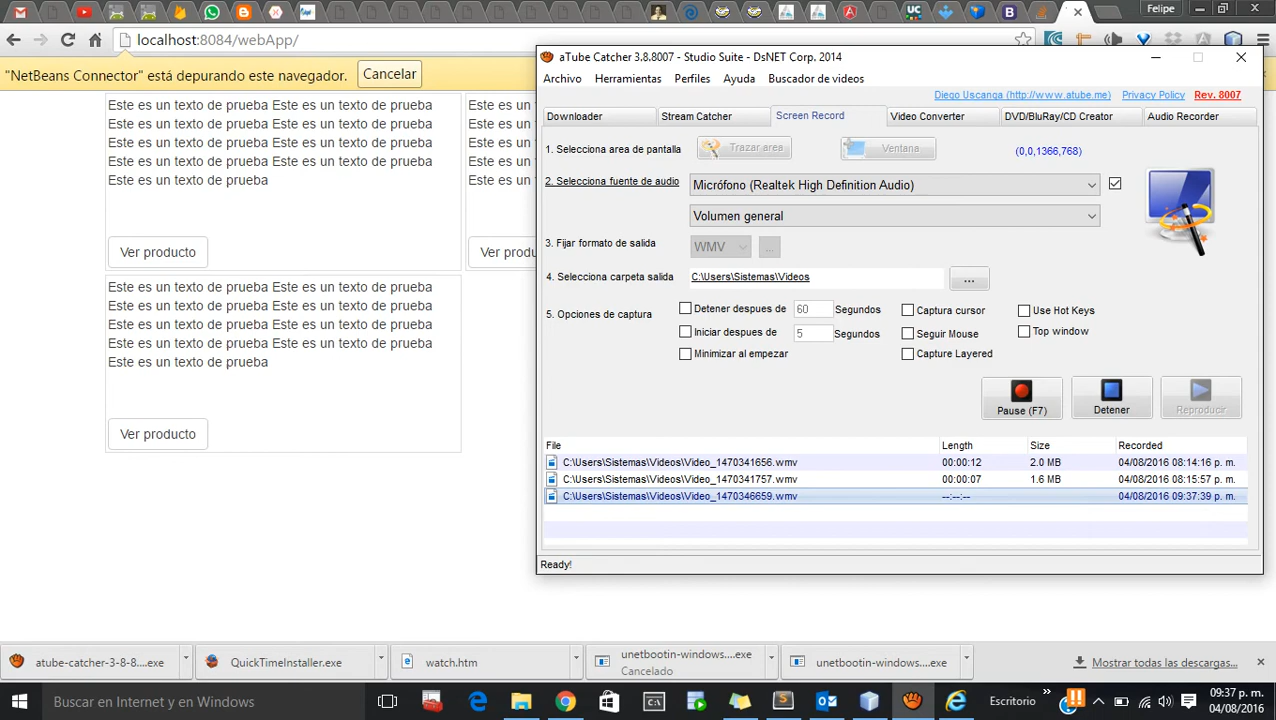 Felipe
localhost:8084/webApp/
"NetBeans Connector" está depurando este navegador.
Cancelar
Este es un texto de prueba Este es un texto de prueba
Este es un texto de prueba Este es un texto de prueba
Este es un texto de prueba Este es un texto de prueba
Este es un texto de prueba Este es un texto de prueba
Este es un texto de prueba
Ver producto
Este es
Este es
Este es
Este es
Este es
Ver produ
Este es un texto de prueba Este es un texto de prueba
Este es un texto de prueba Este es un texto de prueba
Este es un texto de prueba Este es un texto de prueba
Este es un texto de prueba Este es un texto de prueba
Este es un texto de prueba
Ver producto
aTube Catcher 3.8.8007 - Studio Suite - DsNET Corp. 2014
Archivo Herramientas Perfiles Ayuda Buscador de videos
Diego Uscanga (http://www.atube.me) Privacy Policy Rev. 8007
Downloader Stream Catcher Screen Record Video Converter DVD/BluRay/CD Creator Audio Recorder
1. Selecciona area de pantalla Trazar area Ventana (0,0,1366,768)
2. Selecciona fuente de audio Micrófono (Realtek High Definition Audio)
Volumen general
3. Fijar formato de salida WMV ...
4. Selecciona carpeta salida C:\Users\Sistemas\Videos ...
5. Opciones de captura
Detener despues de 60 Segundos Captura cursor Use Hot Keys
Iniciar despues de 5 Segundos Seguir Mouse Top window
Minimizar al empezar Capture Layered
Pause (F7) Detener Reproducir
File Length Size Recorded
C:\Users\Sistemas\Videos\Video_1470341656.wmv 00:00:12 2.0 MB 04/08/2016 08:14:16 p. m.
C:\Users\Sistemas\Videos\Video_1470341757.wmv 00:00:07 1.6 MB 04/08/2016 08:15:57 p. m.
C:\Users\Sistemas\Videos\Video_1470346659.wmv --:--:-- 04/08/2016 09:37:39 p. m.
Ready!
atube-catcher-3-8-8....exe QuickTimeInstaller.exe watch.htm unetbootin-windows....exe unetbootin-windows....exe Mostrar todas las descargas...
Cancelado
Buscar en Internet y en Windows
Escritorio
09:37 p. m.
04/08/2016